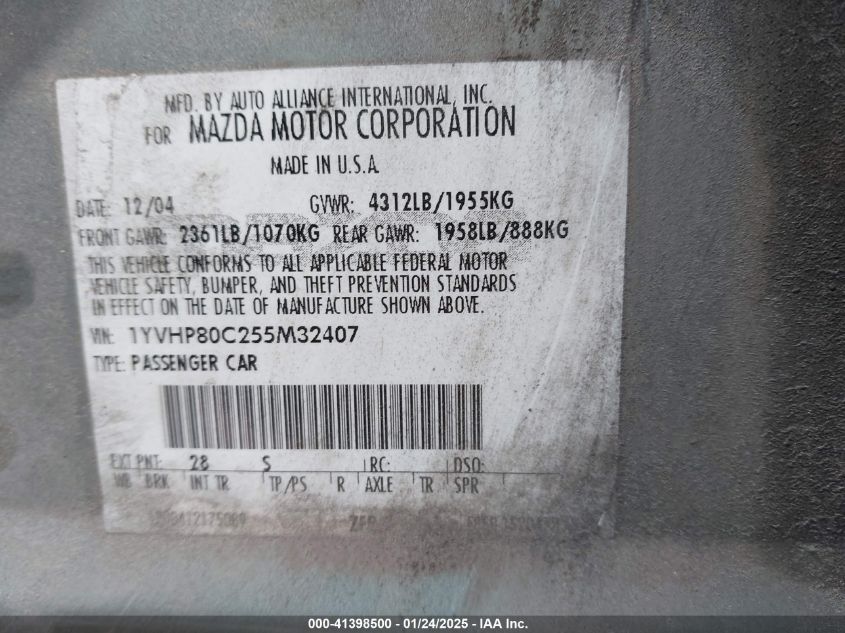 MFD. BY AUTO ALLIANCE INTERNATIONAL, INC.
FOR MAZDA MOTOR CORPORATION
MADE IN U.S.A.
DATE: 12/04 GVWR: 4312LB/1955KG
FRONT GAWR: 2361LB/1070KG REAR GAWR: 1958LB/888KG
THIS VEHICLE CONFORMS TO ALL APPLICABLE FEDERAL MOTOR
VEHICLE SAFETY, BUMPER, AND THEFT PREVENTION STANDARDS
IN EFFECT ON THE DATE OF MANUFACTURE SHOWN ABOVE.
VIN: 1YVHP80C255M32407
TYPE: PASSENGER CAR
EXT PNT: 28 S RC: DSO:
WB BRK INT TR TP/PS R AXLE TR SPR
000-41398500 - 01/24/2025 - IAA Inc.